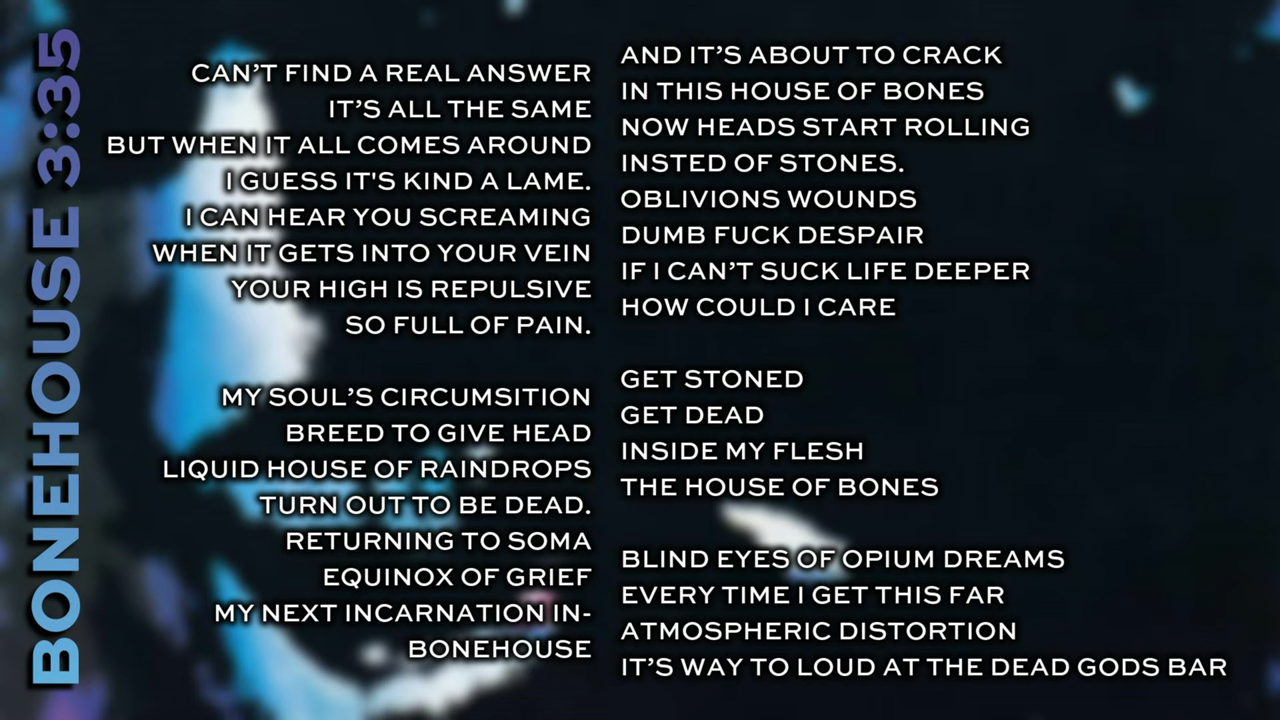 BONEHOUSE 3:35
CAN’T FIND A REAL ANSWER
IT’S ALL THE SAME
BUT WHEN IT ALL COMES AROUND
I GUESS IT'S KIND A LAME.
I CAN HEAR YOU SCREAMING
WHEN IT GETS INTO YOUR VEIN
YOUR HIGH IS REPULSIVE
SO FULL OF PAIN.
MY SOUL’S CIRCUMSITION
BREED TO GIVE HEAD
LIQUID HOUSE OF RAINDROPS
TURN OUT TO BE DEAD.
RETURNING TO SOMA
EQUINOX OF GRIEF
MY NEXT INCARNATION IN-
BONEHOUSE
AND IT’S ABOUT TO CRACK
IN THIS HOUSE OF BONES
NOW HEADS START ROLLING
INSTED OF STONES.
OBLIVIONS WOUNDS
DUMB FUCK DESPAIR
IF I CAN’T SUCK LIFE DEEPER
HOW COULD I CARE
GET STONED
GET DEAD
INSIDE MY FLESH
THE HOUSE OF BONES
BLIND EYES OF OPIUM DREAMS
EVERY TIME I GET THIS FAR
ATMOSPHERIC DISTORTION
IT’S WAY TO LOUD AT THE DEAD GODS BAR